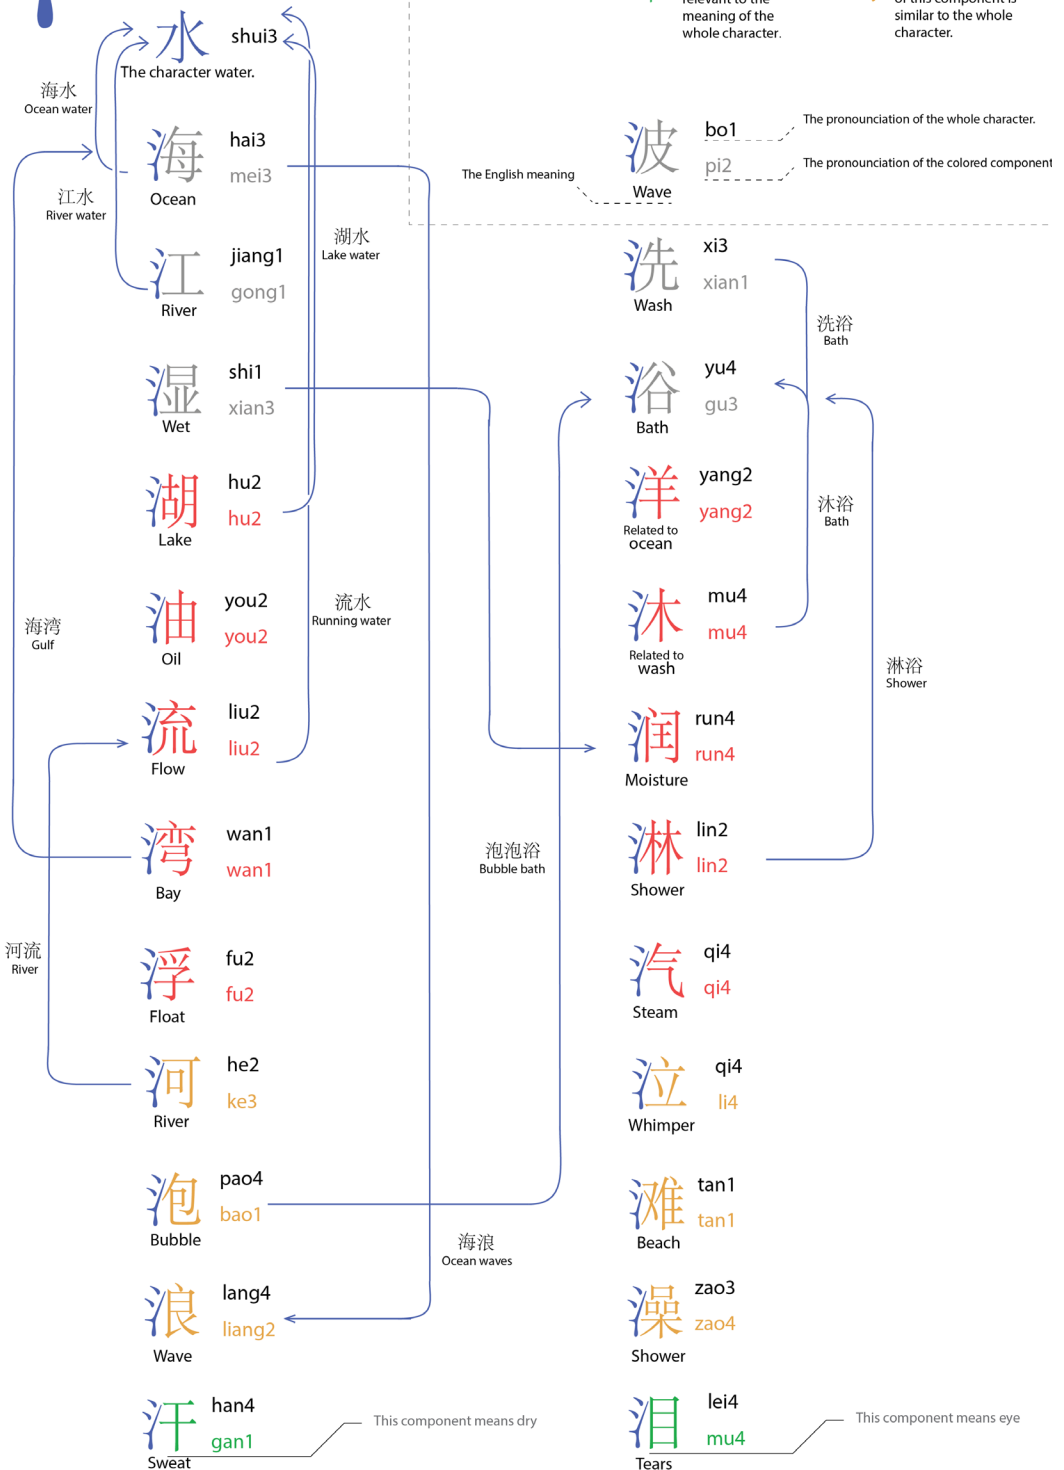 relevant to the
meaning of the
whole character.
of this component is
similar to the whole
character.
水 shui3
The character water.
海水
Ocean water
海 hai3
mei3
Ocean
江水
River water
湖水
Lake water
江 jiang1
gong1
River
湿 shi1
xian3
Wet
湖 hu2
hu2
Lake
油 you2
you2
Oil
流水
Running water
海湾
Gulf
流 liu2
liu2
Flow
湾 wan1
wan1
Bay
浮 fu2
fu2
Float
河流
River
河 he2
ke3
River
泡 pao4
bao1
Bubble
泡泡浴
Bubble bath
浪 lang4
liang2
Wave
海浪
Ocean waves
汗 han4
gan1
Sweat
This component means dry
波 bo1
pi2
Wave
The pronounciation of the whole character.
The pronounciation of the colored component
The English meaning
洗 xi3
xian1
Wash
洗浴
Bath
浴 yu4
gu3
Bath
洋 yang2
yang2
Related to
ocean
沐浴
Bath
沐 mu4
mu4
Related to
wash
淋浴
Shower
润 run4
run4
Moisture
淋 lin2
lin2
Shower
汽 qi4
qi4
Steam
泣 qi4
li4
Whimper
滩 tan1
tan1
Beach
澡 zao3
zao4
Shower
泪 lei4
mu4
Tears
This component means eye